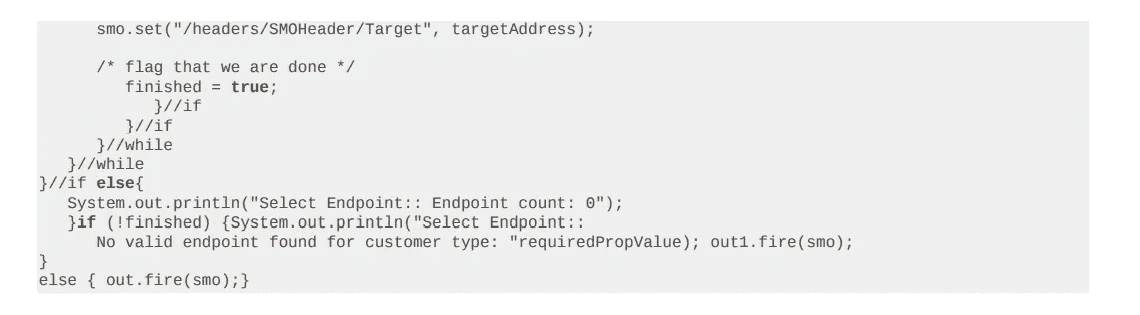 smo.set("/headers/SMOHeader/Target", targetAddress);

      /* flag that we are done */
         finished = true;
            }//if
         }//if
      }//while
   }//while
}//if else{
   System.out.println("Select Endpoint:: Endpoint count: 0");
   }if (!finished) {System.out.println("Select Endpoint::
      No valid endpoint found for customer type: "requiredPropValue); out1.fire(smo);
}
else { out.fire(smo);}